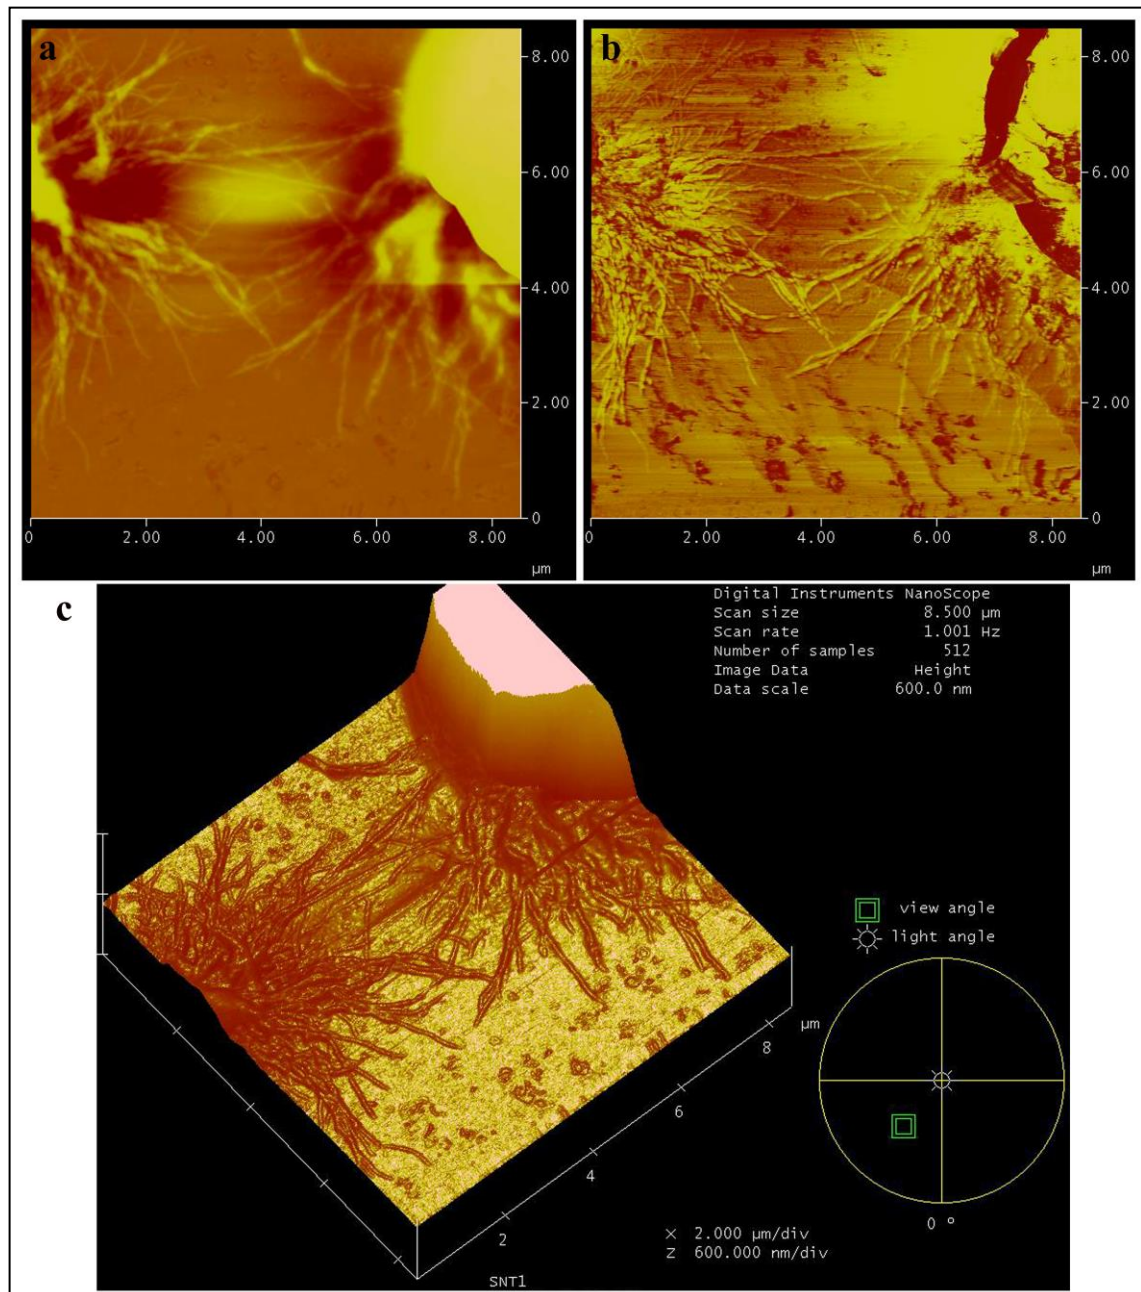 a
b
8.00
6.00
4.00
2.00
0
0 2.00 4.00 6.00 8.00
µm
8.00
6.00
4.00
2.00
0
0 2.00 4.00 6.00 8.00
µm
c
Digital Instruments NanoScope
Scan size 8.500 µm
Scan rate 1.001 Hz
Number of samples 512
Image Data Height
Data scale 600.0 nm
view angle
light angle
µm
8
6
4
2
0 °
X 2.000 µm/div
Z 600.000 nm/div
SNT1